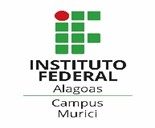 INSTITUTO
FEDERAL
Alagoas
Campus
Murici